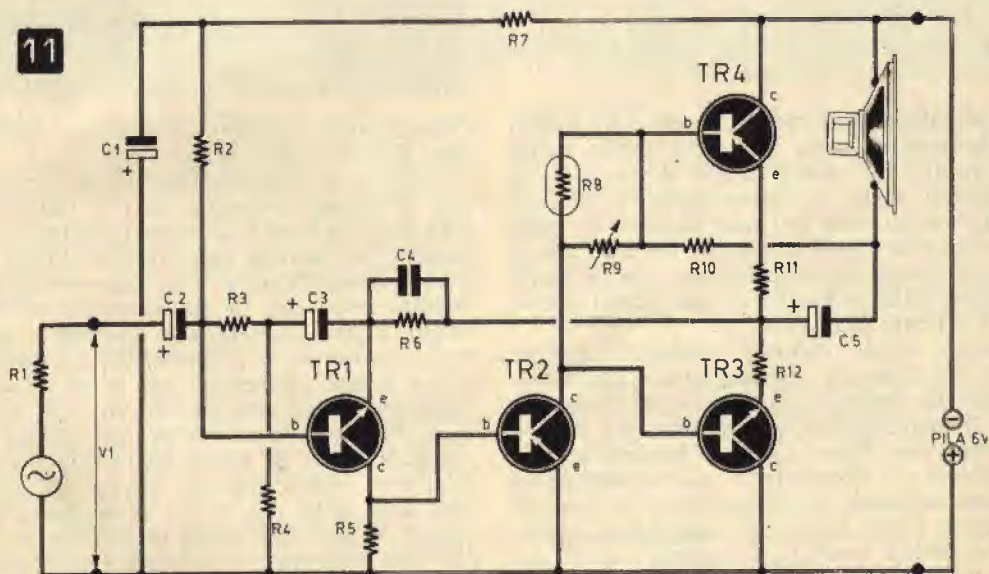 11
R7
TR4
c
b
e
C1
+
R2
R8
R9
R10
R11
C4
C2
+
R3
+
C3
R6
+
C5
R1
TR1
TR2
TR3
R12
e
c
e
b
b
b
V1
c
e
c
PILA 6V
R4
R5